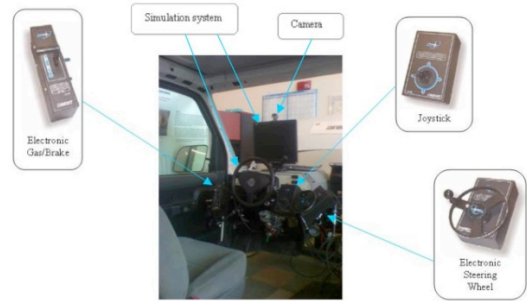 Simulation system
Camera
Electronic
Gas/Brake
Joystick
Electronic
Steering
Wheel